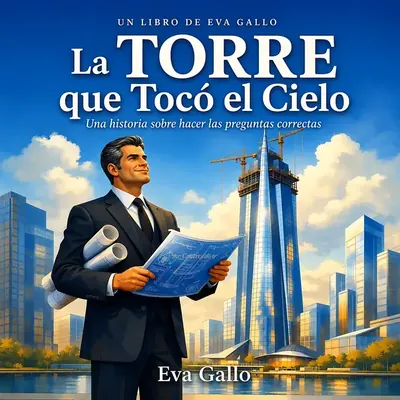 UN LIBRO DE EVA GALLO
La TORRE
que Tocó el Cielo
Una historia sobre hacer las preguntas correctas
Eva Gallo